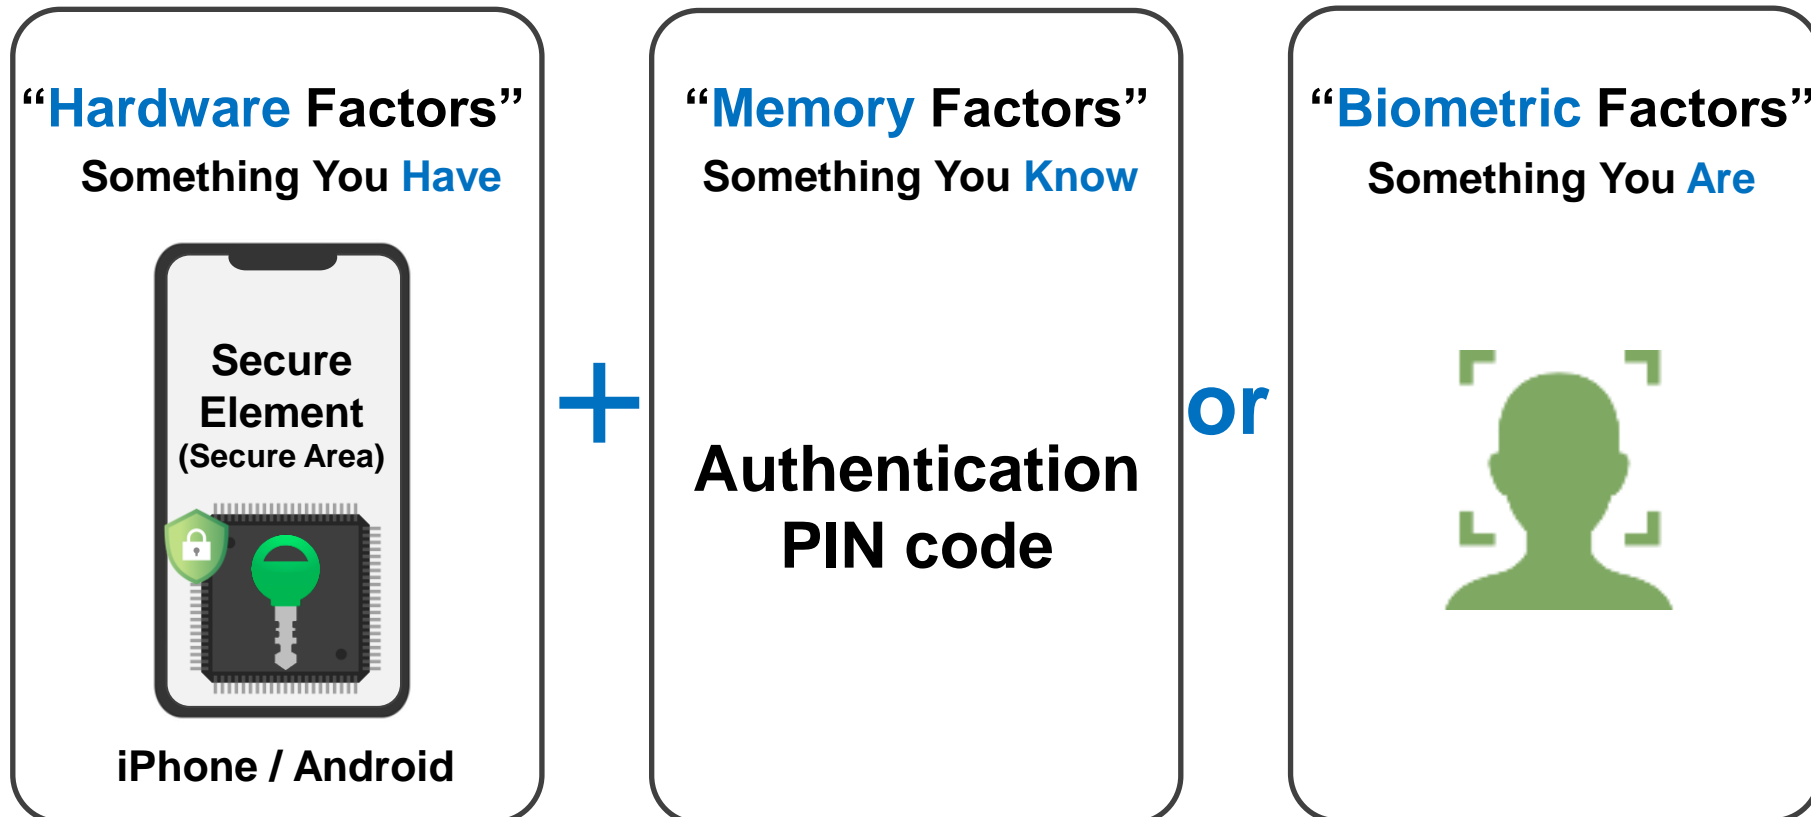 “Hardware Factors”
Something You Have
Secure
Element
(Secure Area)
iPhone / Android
+
“Memory Factors”
Something You Know
Authentication
PIN code
or
“Biometric Factors”
Something You Are